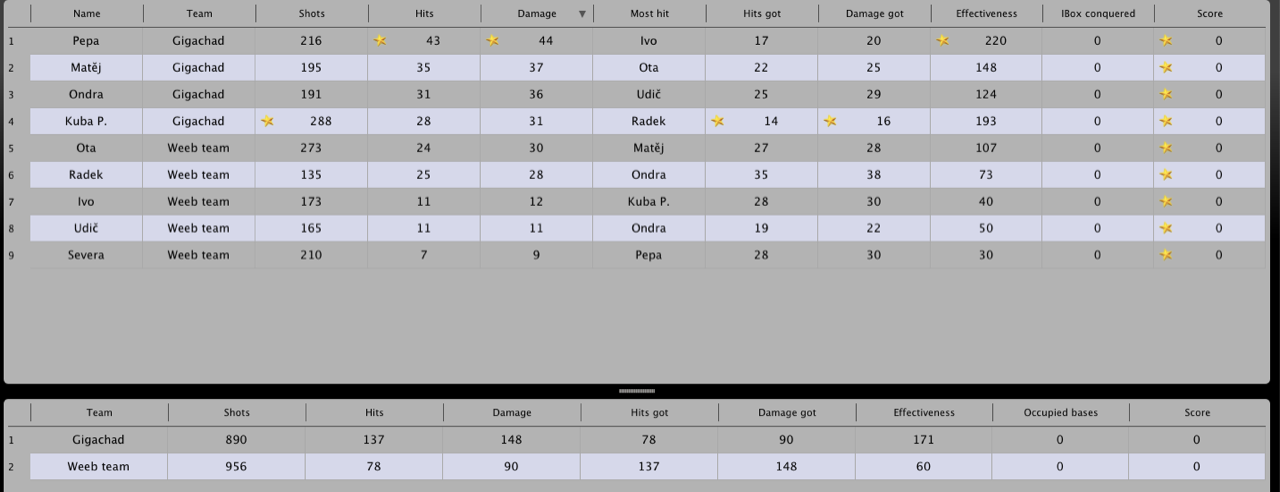 Name Team Shots Hits Damage ▼ Most hit Hits got Damage got Effectiveness IBox conquered Score
1 Pepa Gigachad 216 43 44 Ivo 17 20 220 0 0
2 Matěj Gigachad 195 35 37 Ota 22 25 148 0 0
3 Ondra Gigachad 191 31 36 Udič 25 29 124 0 0
4 Kuba P. Gigachad 288 28 31 Radek 14 16 193 0 0
5 Ota Weeb team 273 24 30 Matěj 27 28 107 0 0
6 Radek Weeb team 135 25 28 Ondra 35 38 73 0 0
7 Ivo Weeb team 173 11 12 Kuba P. 28 30 40 0 0
8 Udič Weeb team 165 11 11 Ondra 19 22 50 0 0
9 Severa Weeb team 210 7 9 Pepa 28 30 30 0 0
Team Shots Hits Damage Hits got Damage got Effectiveness Occupied bases Score
1 Gigachad 890 137 148 78 90 171 0 0
2 Weeb team 956 78 90 137 148 60 0 0